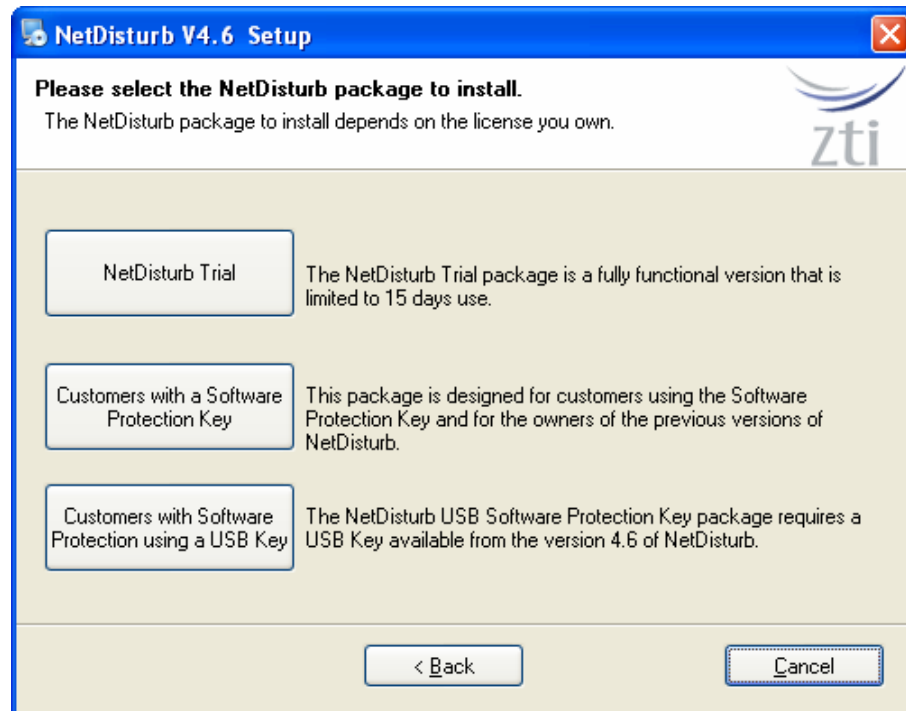 NetDisturb V4.6 Setup
Please select the NetDisturb package to install.
The NetDisturb package to install depends on the license you own.
zti
NetDisturb Trial
The NetDisturb Trial package is a fully functional version that is
limited to 15 days use.
Customers with a Software
Protection Key
This package is designed for customers using the Software
Protection Key and for the owners of the previous versions of
NetDisturb.
Customers with Software
Protection using a USB Key
The NetDisturb USB Software Protection Key package requires a
USB Key available from the version 4.6 of NetDisturb.
< Back
Cancel